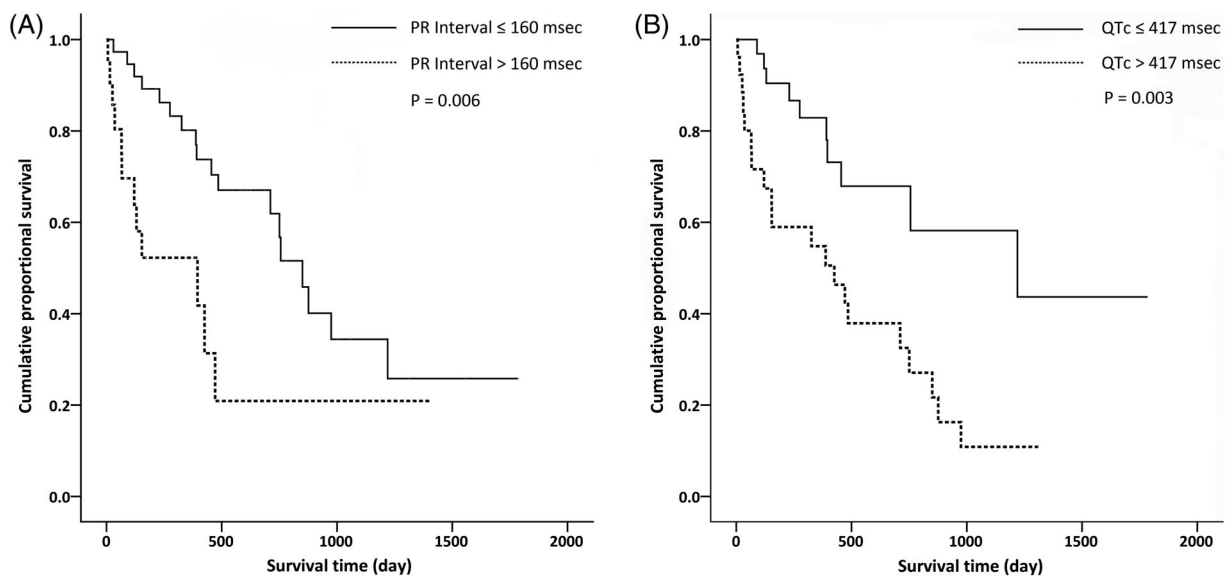 (A)
PR Interval ≤ 160 msec
PR Interval > 160 msec
P = 0.006
1.0
0.8
0.6
0.4
0.2
0.0
Cumulative proportional survival
0
500
1000
1500
2000
Survival time (day)
(B)
QTc ≤ 417 msec
QTc > 417 msec
P = 0.003
1.0
0.8
0.6
0.4
0.2
0.0
Cumulative proportional survival
0
500
1000
1500
2000
Survival time (day)